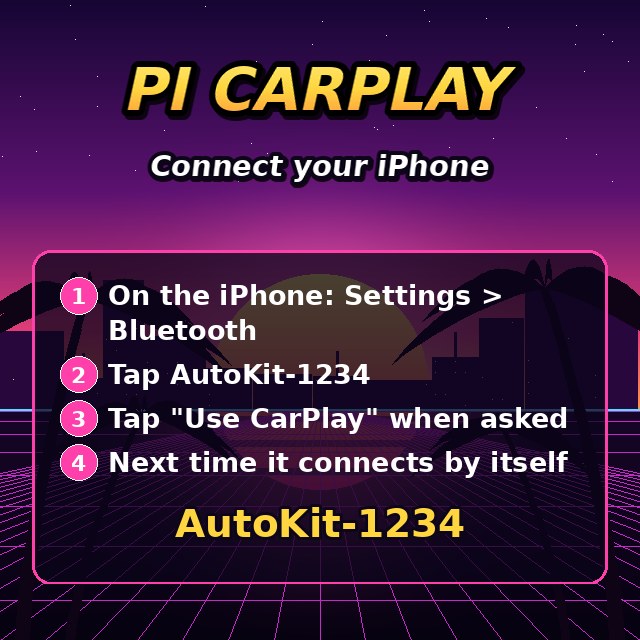 PI CARPLAY
Connect your iPhone
1 On the iPhone: Settings >
Bluetooth
2 Tap AutoKit-1234
3 Tap "Use CarPlay" when asked
4 Next time it connects by itself
AutoKit-1234